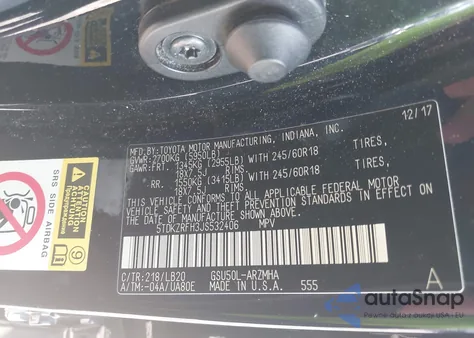 12/17
MFD.BY:TOYOTA MOTOR MANUFACTURING, INDIANA, INC.
GVWR:2700KG (5950LB)
GAWR:FRT. 1345KG (2955LB) WITH 245/60R18 TIRES,
18X7.5J RIMS
RR. 1550KG (3415LB) WITH 245/60R18 TIRES,
18X7.5J RIMS
THIS VEHICLE CONFORMS TO ALL APPLICABLE FEDERAL MOTOR
VEHICLE SAFETY AND THEFT PREVENTION STANDARDS IN EFFECT ON
THE DATE OF MANUFACTURE SHOWN ABOVE.
5TDKZRFH3JS532406 MPV
C/TR:218/LB20 GSU50L-ARZMHA A
A/TM:-04A/UA80E MADE IN U.S.A. 555
SRS SIDE AIRBAG
9
autoSnap